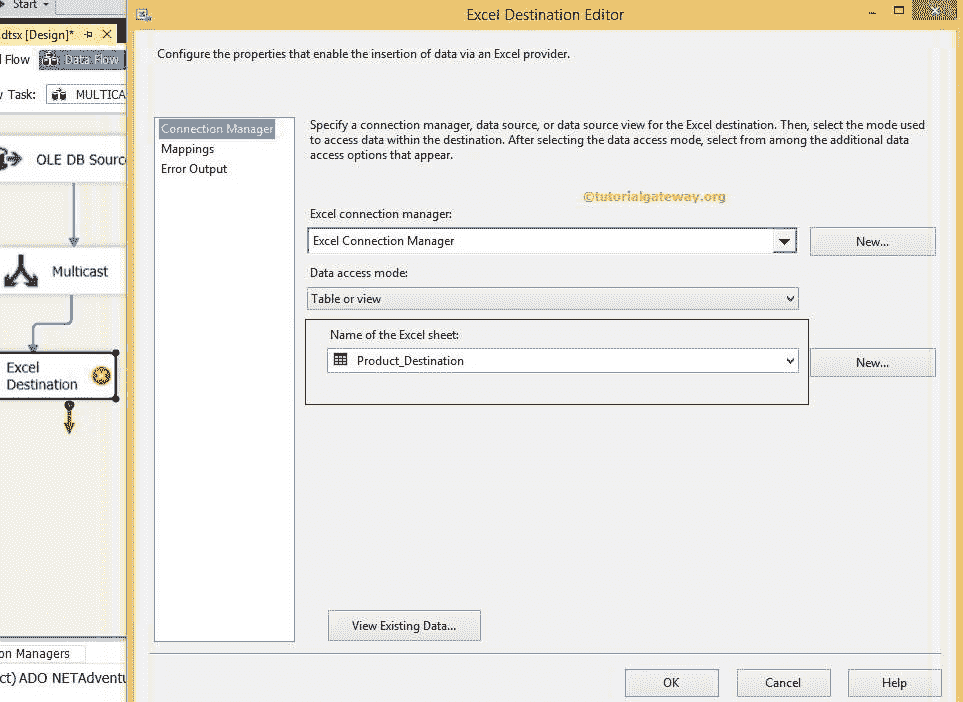 Start
Excel Destination Editor
.dtsx [Design]*
Flow
Data Flow
Configure the properties that enable the insertion of data via an Excel provider.
Task:
Connection Manager
Mappings
Error Output
Specify a connection manager, data source, or data source view for the Excel destination. Then, select the mode used
to access data within the destination. After selecting the data access mode, select from among the additional data
access options that appear.
OLE DB
©tutorialgateway.org
Excel connection manager:
Excel Connection Manager
New...
Data access mode:
Multicast
Table or view
Name of the Excel sheet:
Product_Destination
New...
Excel
Destination
View Existing Data...
Managers
ADO
OK
Cancel
Help